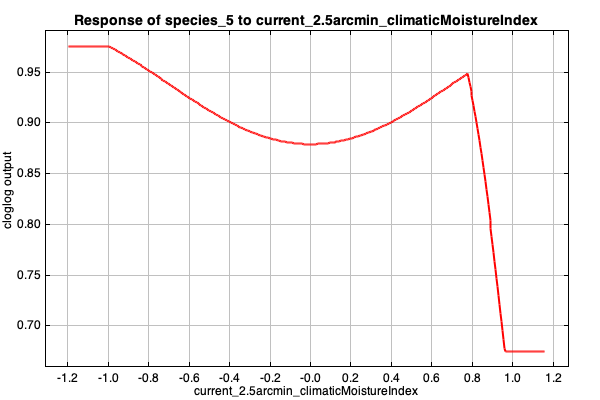 Response of species_5 to current_2.5arcmin_climaticMoistureIndex
cloglog output
0.95
0.90
0.85
0.80
0.75
0.70
-1.2 -1.0 -0.8 -0.6 -0.4 -0.2 -0.0 0.2 0.4 0.6 0.8 1.0 1.2
current_2.5arcmin_climaticMoistureIndex